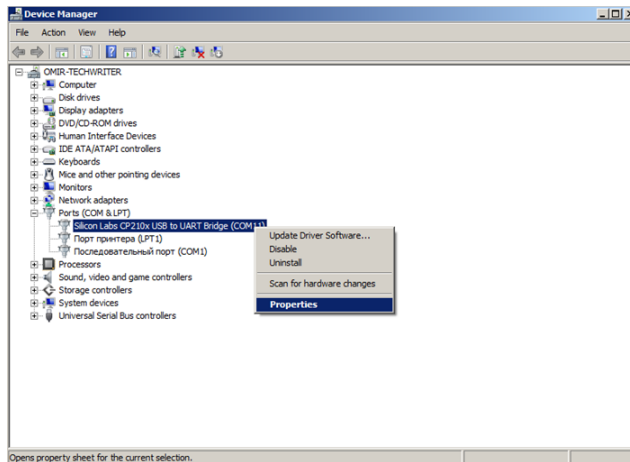 Device Manager
File Action View Help
OMIR-TECHWRITER
Computer
Disk drives
Display adapters
DVD/CD-ROM drives
Human Interface Devices
IDE ATA/ATAPI controllers
Keyboards
Mice and other pointing devices
Monitors
Network adapters
Ports (COM & LPT)
Silicon Labs CP210x USB to UART Bridge (COM11)
Порт принтера (LPT1)
Последовательный порт (COM1)
Processors
Sound, video and game controllers
Storage controllers
System devices
Universal Serial Bus controllers
Update Driver Software...
Disable
Uninstall
Scan for hardware changes
Properties
Opens property sheet for the current selection.